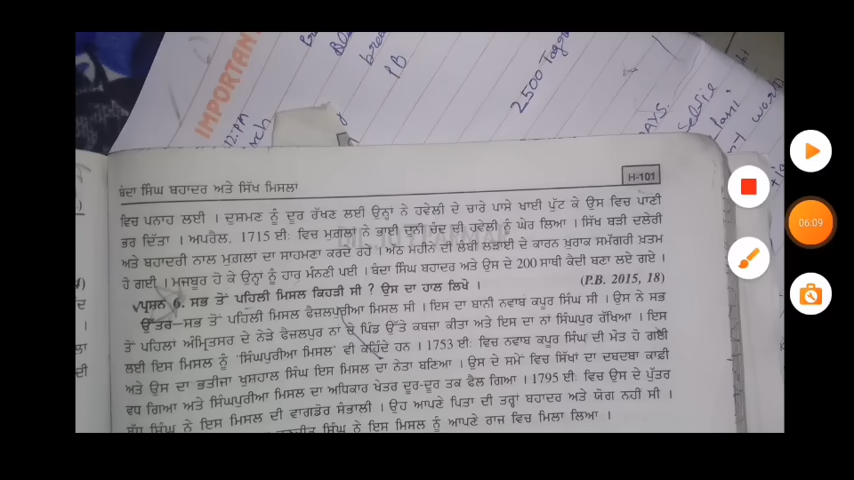 IMPORTANT
12:PM
2500
Selfie
ਬੰਦਾ ਸਿੰਘ ਬਹਾਦਰ ਅਤੇ ਸਿੱਖ ਮਿਸਲਾਂ
H-101
ਵਿਚ ਪਨਾਹ ਲਈ । ਦੁਸ਼ਮਣ ਨੂੰ ਦੂਰ ਰੱਖਣ ਲਈ ਉਨ੍ਹਾਂ ਨੇ ਹਵੇਲੀ ਦੇ ਚਾਰੇ ਪਾਸੇ ਖਾਈ ਪੁੱਟ ਕੇ ਉਸ ਵਿਚ ਪਾਣੀ
ਭਰ ਦਿੱਤਾ । ਅਪਰੈਲ, 1715 ਈ: ਵਿਚ ਮੁਗ਼ਲਾਂ ਨੇ ਭਾਈ ਦੁਨੀ ਚੰਦ ਦੀ ਹਵੇਲੀ ਨੂੰ ਘੇਰ ਲਿਆ । ਸਿੱਖ ਬੜੀ ਦਲੇਰੀ
ਅਤੇ ਬਹਾਦਰੀ ਨਾਲ ਮੁਗ਼ਲਾਂ ਦਾ ਸਾਹਮਣਾ ਕਰਦੇ ਰਹੇ । ਅੱਠ ਮਹੀਨੇ ਦੀ ਲੰਬੀ ਲੜਾਈ ਦੇ ਕਾਰਨ ਖ਼ੁਰਾਕ ਸਮੱਗਰੀ ਖ਼ਤਮ
ਹੋ ਗਈ । ਮਜਬੂਰ ਹੋ ਕੇ ਉਨ੍ਹਾਂ ਨੂੰ ਹਾਰ ਮੰਨਣੀ ਪਈ । ਬੰਦਾ ਸਿੰਘ ਬਹਾਦਰ ਅਤੇ ਉਸ ਦੇ 200 ਸਾਥੀ ਕੈਦੀ ਬਣਾ ਲਏ ਗਏ ।
ਪ੍ਰਸ਼ਨ 6. ਸਭ ਤੋਂ ਪਹਿਲੀ ਮਿਸਲ ਕਿਹੜੀ ਸੀ ? ਉਸ ਦਾ ਹਾਲ ਲਿਖੋ । (P.B. 2015, 18)
ਉੱਤਰ–ਸਭ ਤੋਂ ਪਹਿਲੀ ਮਿਸਲ ਫੈਜ਼ਲਪੁਰੀਆ ਮਿਸਲ ਸੀ । ਇਸ ਦਾ ਬਾਨੀ ਨਵਾਬ ਕਪੂਰ ਸਿੰਘ ਸੀ । ਉਸ ਨੇ ਸਭ
ਤੋਂ ਪਹਿਲਾਂ ਅੰਮ੍ਰਿਤਸਰ ਦੇ ਨੇੜੇ ਫੈਜ਼ਲਪੁਰ ਨਾਂ ਦੇ ਪਿੰਡ ਉੱਤੇ ਕਬਜ਼ਾ ਕੀਤਾ ਅਤੇ ਇਸ ਦਾ ਨਾਂ ਸਿੰਘਪੁਰ ਰੱਖਿਆ । ਇਸ
ਲਈ ਇਸ ਮਿਸਲ ਨੂੰ 'ਸਿੰਘਪੁਰੀਆ ਮਿਸਲ' ਵੀ ਕਹਿੰਦੇ ਹਨ । 1753 ਈ: ਵਿਚ ਨਵਾਬ ਕਪੂਰ ਸਿੰਘ ਦੀ ਮੌਤ ਹੋ ਗਈ
ਅਤੇ ਉਸ ਦਾ ਭਤੀਜਾ ਖੁਸ਼ਹਾਲ ਸਿੰਘ ਇਸ ਮਿਸਲ ਦਾ ਨੇਤਾ ਬਣਿਆ । ਉਸ ਦੇ ਸਮੇਂ ਵਿਚ ਸਿੱਖਾਂ ਦਾ ਦਬਦਬਾ ਕਾਫ਼ੀ
ਵਧ ਗਿਆ ਅਤੇ ਸਿੰਘਪੁਰੀਆ ਮਿਸਲ ਦਾ ਅਧਿਕਾਰ ਖੇਤਰ ਦੂਰ-ਦੂਰ ਤਕ ਫੈਲ ਗਿਆ । 1795 ਈ: ਵਿਚ ਉਸ ਦੇ ਪੁੱਤਰ
ਸਿੰਘ ਨੇ ਇਸ ਮਿਸਲ ਦੀ ਵਾਗਡੋਰ ਸੰਭਾਲੀ । ਉਹ ਆਪਣੇ ਪਿਤਾ ਦੀ ਤਰ੍ਹਾਂ ਬਹਾਦਰ ਅਤੇ ਯੋਗ ਨਹੀਂ ਸੀ ।
ਸਿੰਘ ਨੇ ਇਸ ਮਿਸਲ ਨੂੰ ਆਪਣੇ ਰਾਜ ਵਿਚ ਮਿਲਾ ਲਿਆ ।
06:09